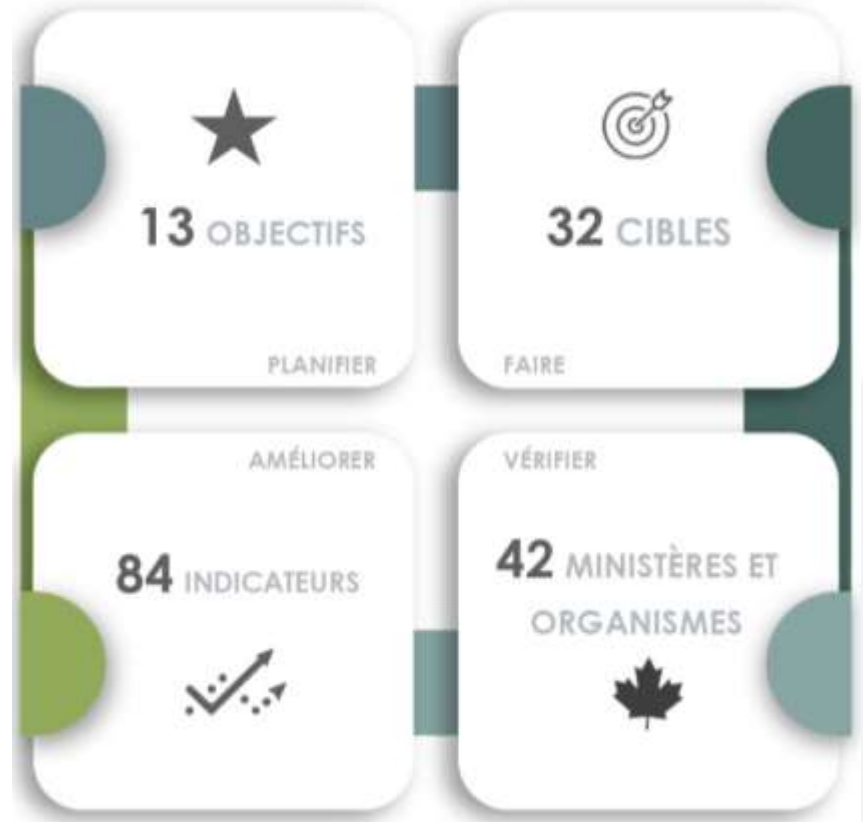 13 OBJECTIFS
PLANIFIER
32 CIBLES
FAIRE
AMÉLIORER
84 INDICATEURS
VÉRIFIER
42 MINISTÈRES ET
ORGANISMES